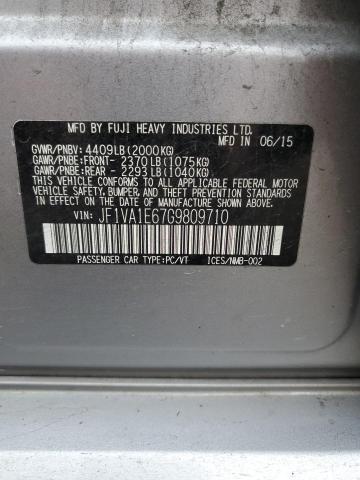 MFD BY FUJI HEAVY INDUSTRIES LTD.
GVWR/PNBV: 4409LB(2000KG) MFD IN 06/15
GAWR/PNBE:FRONT- 2370LB(1075KG)
GAWR/PNBE:REAR - 2293LB(1040KG)
THIS VEHICLE CONFORMS TO ALL APPLICABLE FEDERAL MOTOR
VEHICLE SAFETY,BUMPER,AND THEFT PREVENTION STANDARDS
IN EFFECT ON THE DATE OF MANUFACTURE SHOWN ABOVE.
VIN: JF1VA1E67G9809710
PASSENGER CAR TYPE:PC/VT ICES/NMB-002